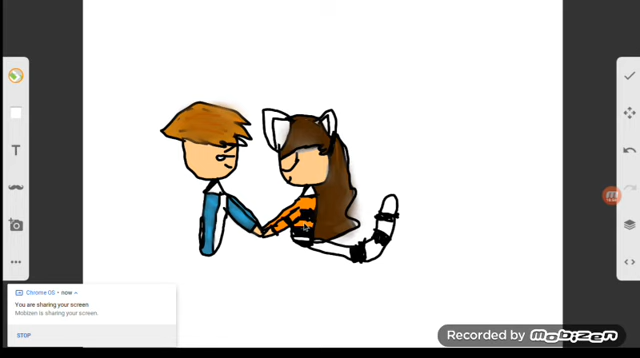 T
Chrome OS • now
You are sharing your screen
Mobizen is sharing your screen.
STOP
Recorded by mobizen